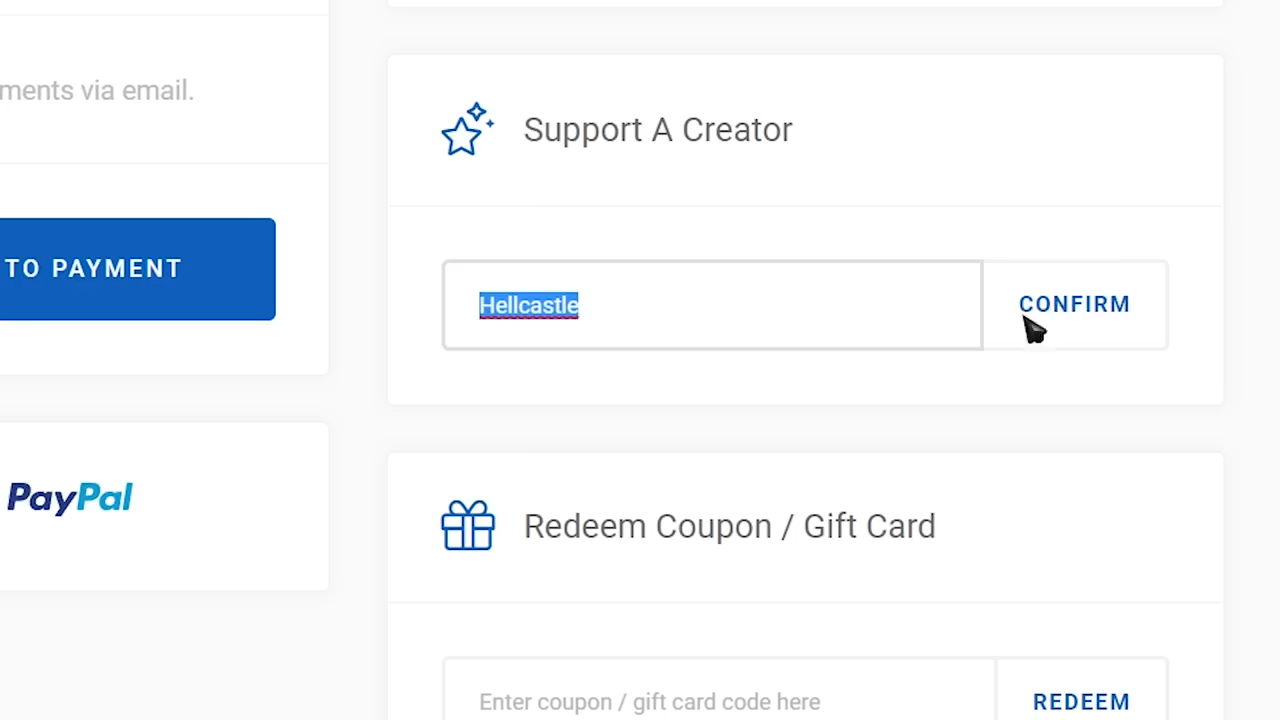 ments via email.
TO PAYMENT
PayPal
Support A Creator
Hellcastle
CONFIRM
Redeem Coupon / Gift Card
Enter coupon / gift card code here
REDEEM